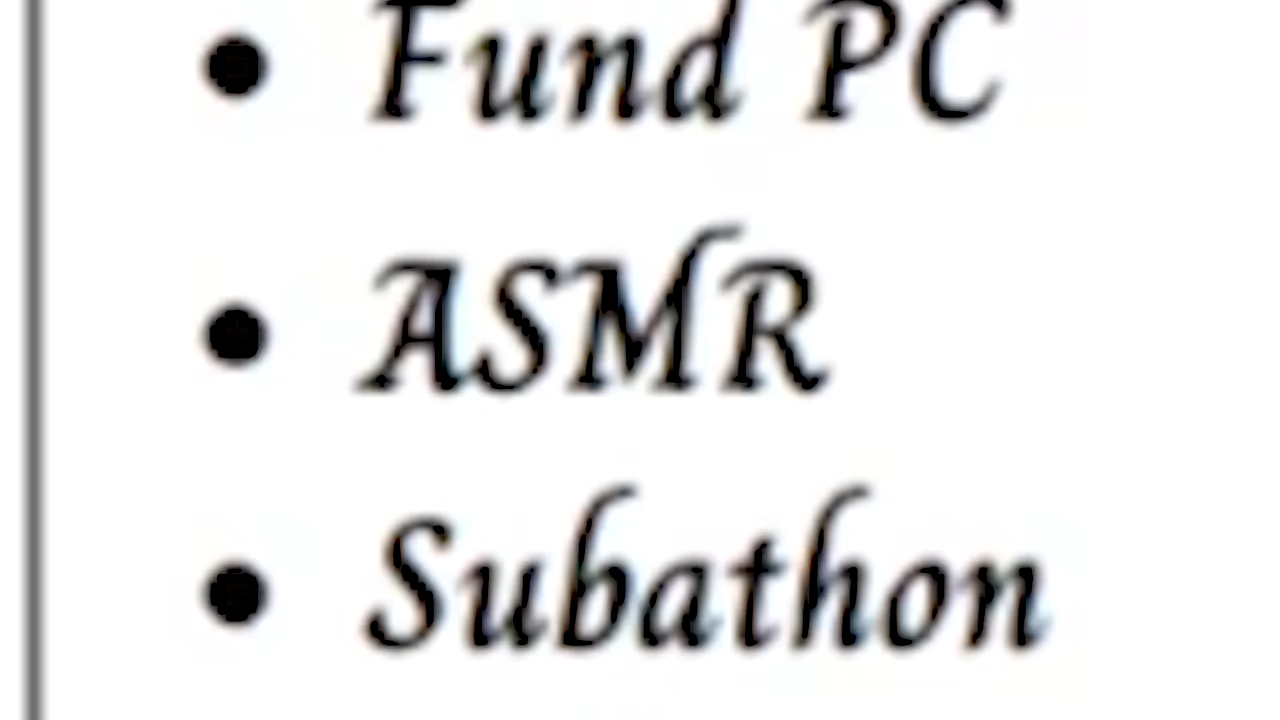 • Fund PC
• ASMR
• Subathon